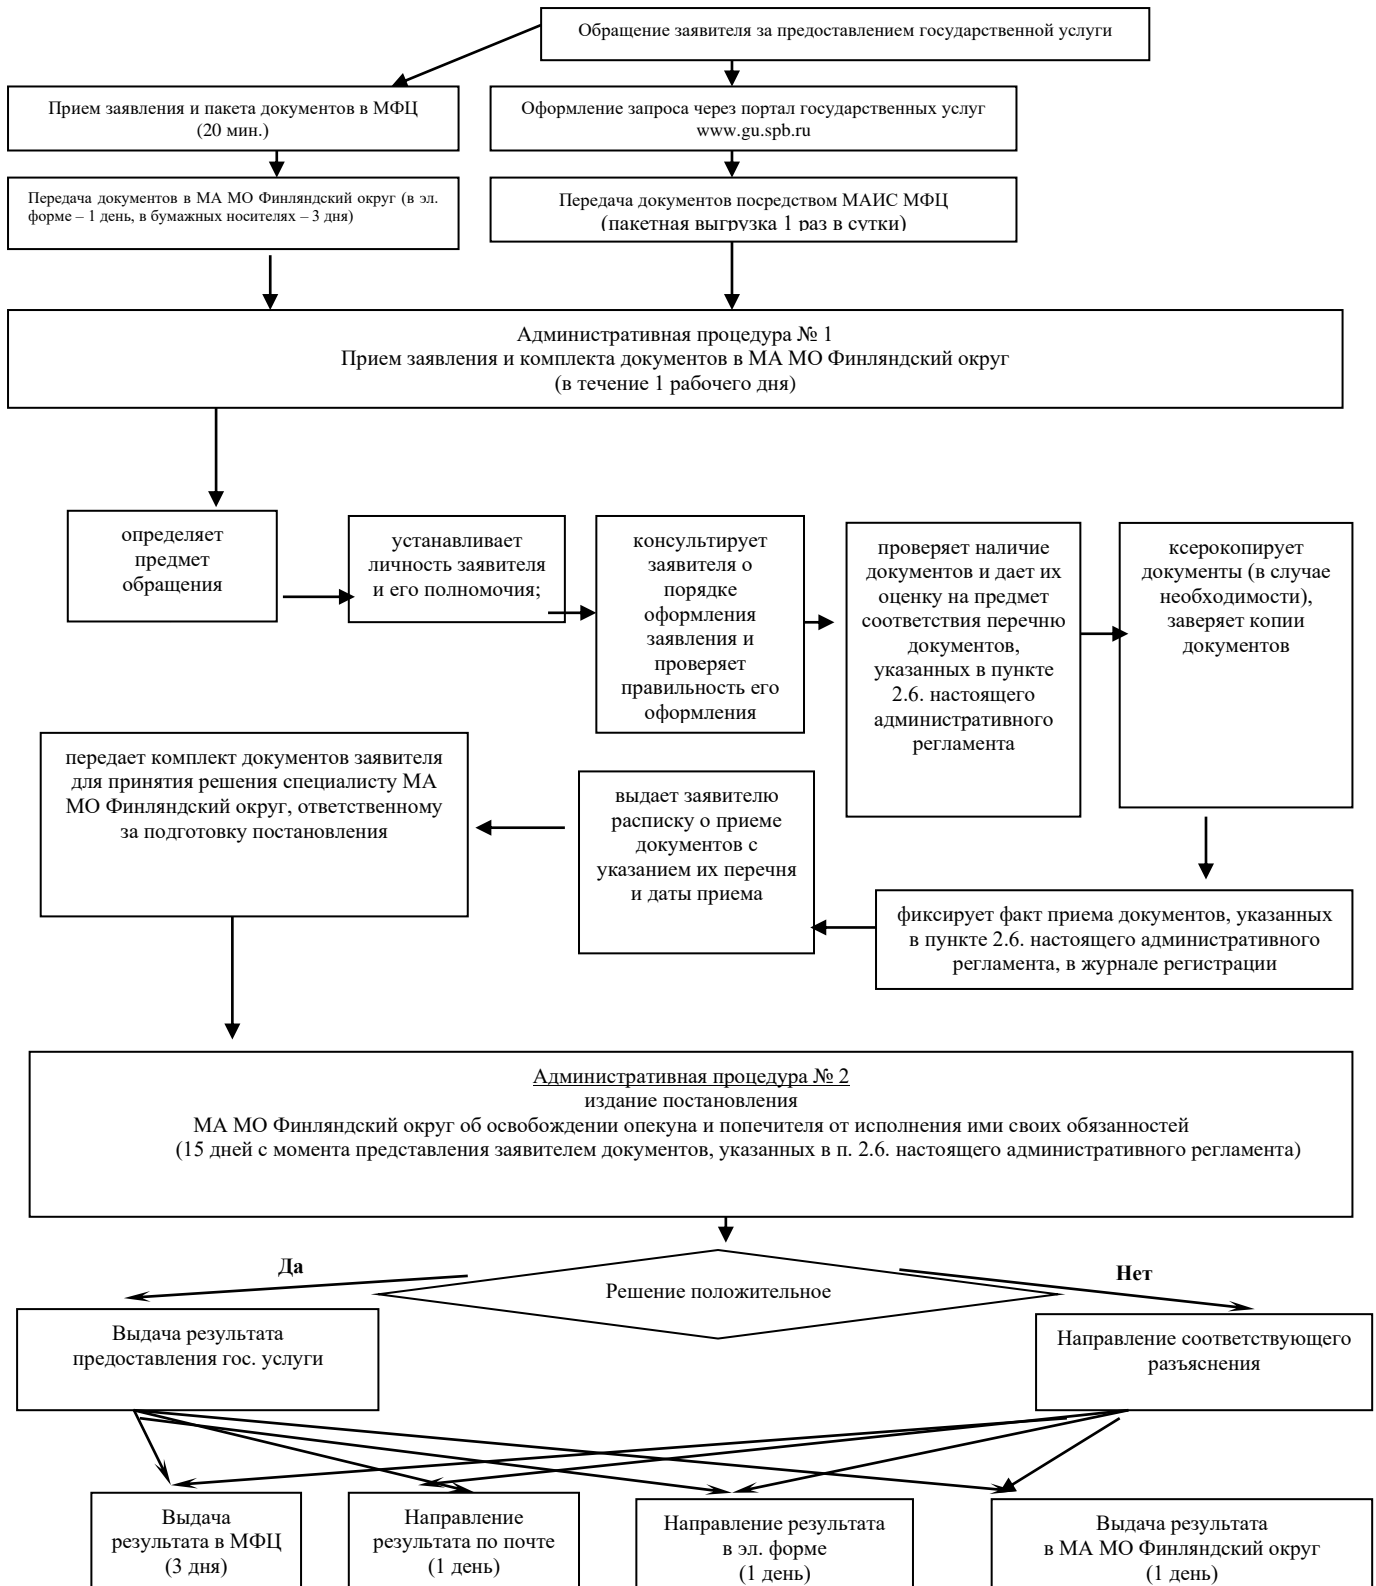 Обращение заявителя за предоставлением государственной услуги
Прием заявления и пакета документов в МФЦ
(20 мин.)
Оформление запроса через портал государственных услуг
www.gu.spb.ru
Передача документов в МА МО Финляндский округ (в эл.
форме – 1 день, в бумажных носителях – 3 дня)
Передача документов посредством МАИС МФЦ
(пакетная выгрузка 1 раз в сутки)
Административная процедура № 1
Прием заявления и комплекта документов в МА МО Финляндский округ
(в течение 1 рабочего дня)
определяет
предмет
обращения
устанавливает
личность заявителя
и его полномочия;
консультирует
заявителя о
порядке
оформления
заявления и
проверяет
правильность его
оформления
проверяет наличие
документов и дает их
оценку на предмет
соответствия перечню
документов,
указанных в пункте
2.6. настоящего
административного
регламента
ксерокопирует
документы (в случае
необходимости),
заверяет копии
документов
передает комплект документов заявителя
для принятия решения специалисту МА
МО Финляндский округ, ответственному
за подготовку постановления
выдает заявителю
расписку о приеме
документов с
указанием их перечня
и даты приема
фиксирует факт приема документов, указанных
в пункте 2.6. настоящего административного
регламента, в журнале регистрации
Административная процедура № 2
издание постановления
МА МО Финляндский округ об освобождении опекуна и попечителя от исполнения ими своих обязанностей
(15 дней с момента представления заявителем документов, указанных в п. 2.6. настоящего административного регламента)
Да
Решение положительное
Нет
Выдача результата
предоставления гос. услуги
Направление соответствующего
разъяснения
Выдача
результата в МФЦ
(3 дня)
Направление
результата по почте
(1 день)
Направление результата
в эл. форме
(1 день)
Выдача результата
в МА МО Финляндский округ
(1 день)